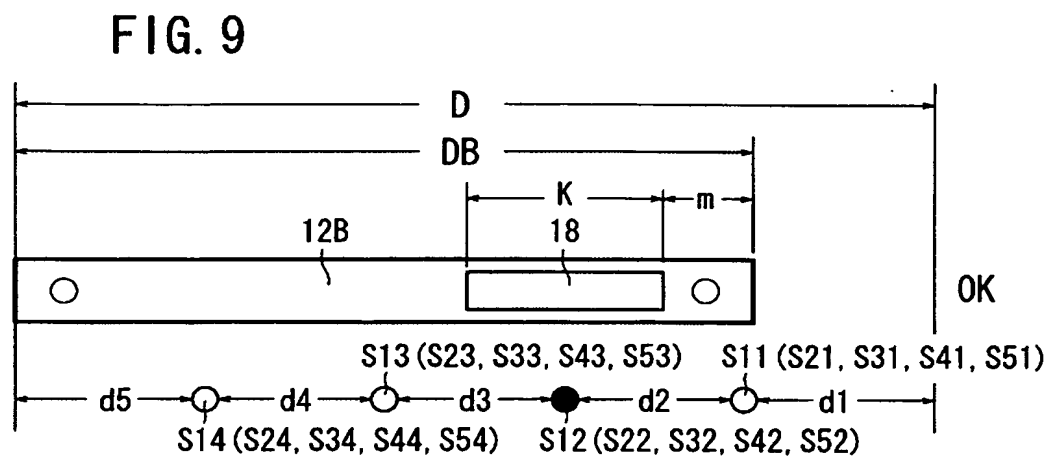 FIG. 9
D
DB
K m
12B 18
OK
S13 (S23, S33, S43, S53) S11 (S21, S31, S41, S51)
d5 d4 d3 d2 d1
S14 (S24, S34, S44, S54) S12 (S22, S32, S42, S52)